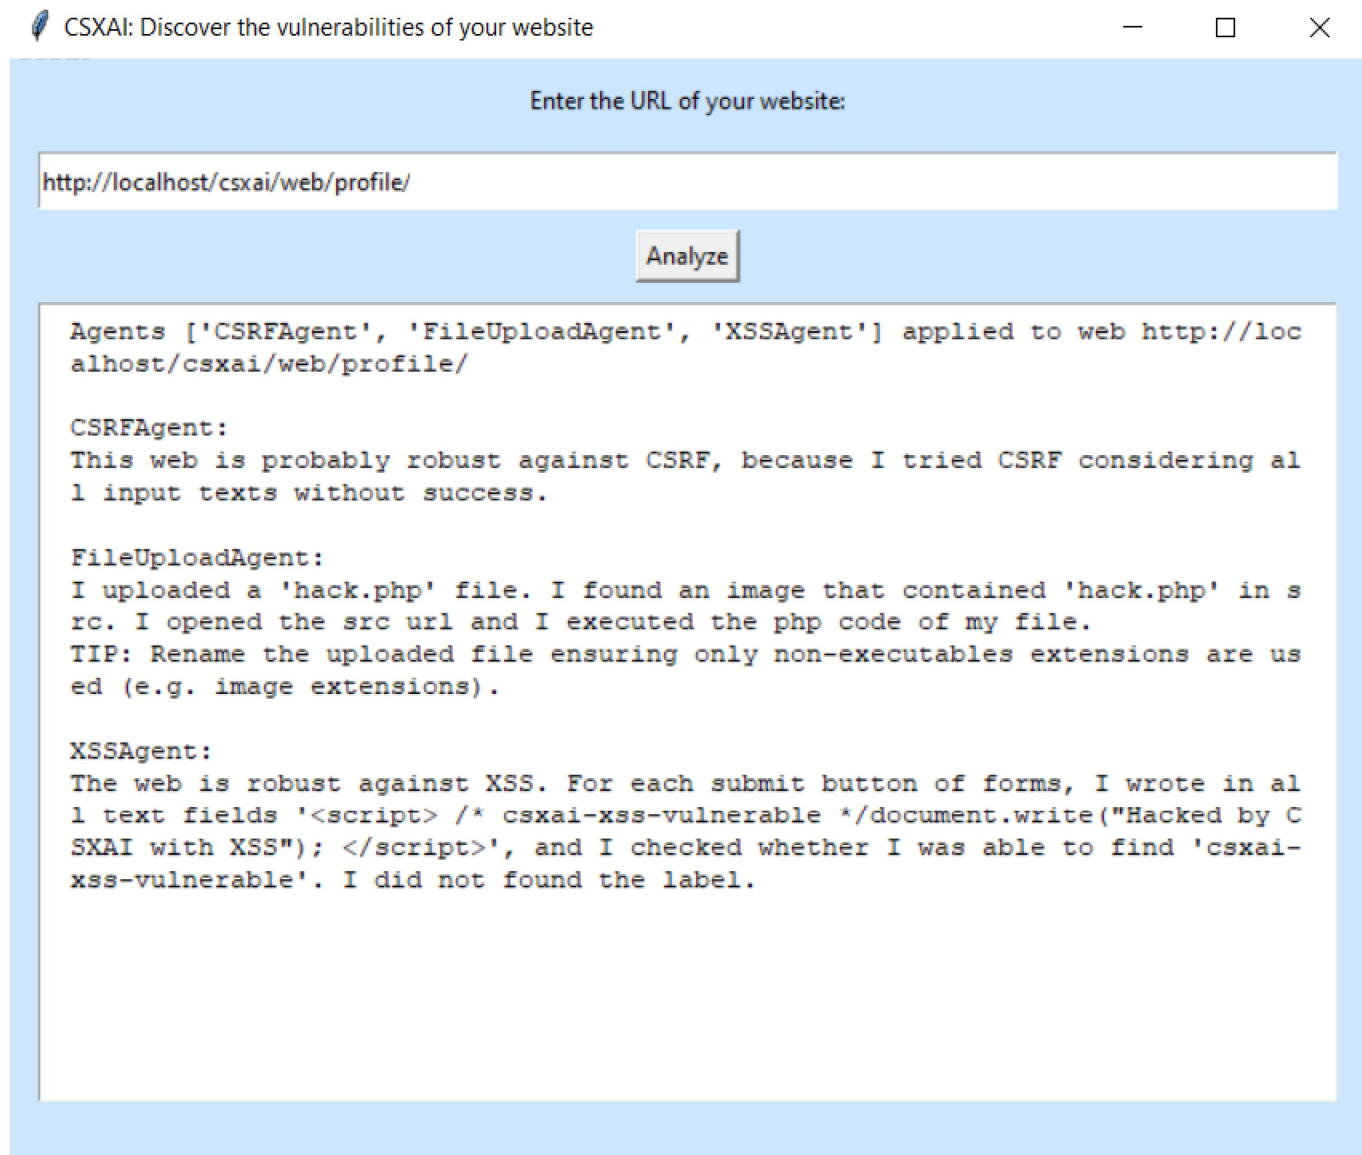 CSXAI: Discover the vulnerabilities of your website
Enter the URL of your website:
http://localhost/csxai/web/profile/
Analyze
Agents ['CSRFAgent', 'FileUploadAgent', 'XSSAgent'] applied to web http://loc
alhost/csxai/web/profile/
CSRFAgent:
This web is probably robust against CSRF, because I tried CSRF considering al
l input texts without success.
FileUploadAgent:
I uploaded a 'hack.php' file. I found an image that contained 'hack.php' in s
rc. I opened the src url and I executed the php code of my file.
TIP: Rename the uploaded file ensuring only non-executables extensions are us
ed (e.g. image extensions).
XSSAgent:
The web is robust against XSS. For each submit button of forms, I wrote in al
l text fields '<script> /* csxai-xss-vulnerable */document.write("Hacked by C
SXAI with XSS"); </script>', and I checked whether I was able to find 'csxai-
xss-vulnerable'. I did not found the label.